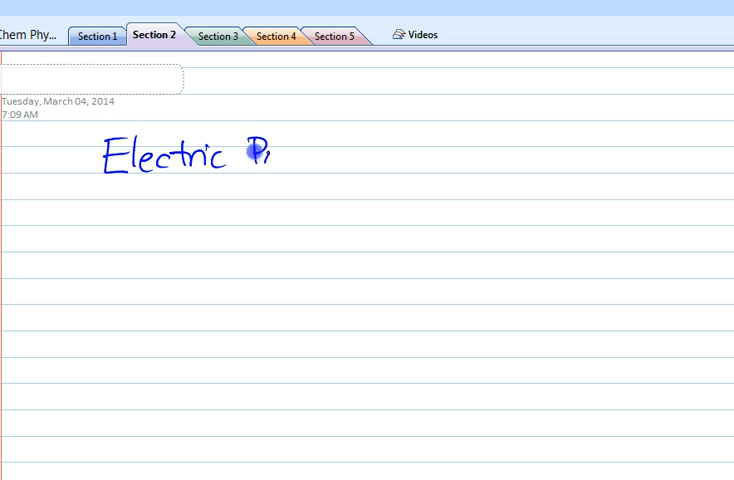 Chem Phy... Section 1 Section 2 Section 3 Section 4 Section 5 Videos
Tuesday, March 04, 2014
7:09 AM
Electric P